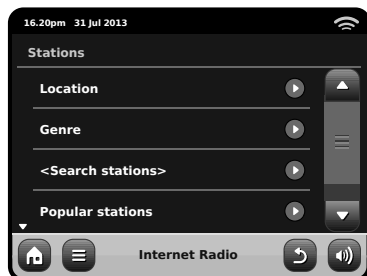 16.20pm 31 Jul 2013
Stations
Location
Genre
<Search stations>
Popular stations
Internet Radio